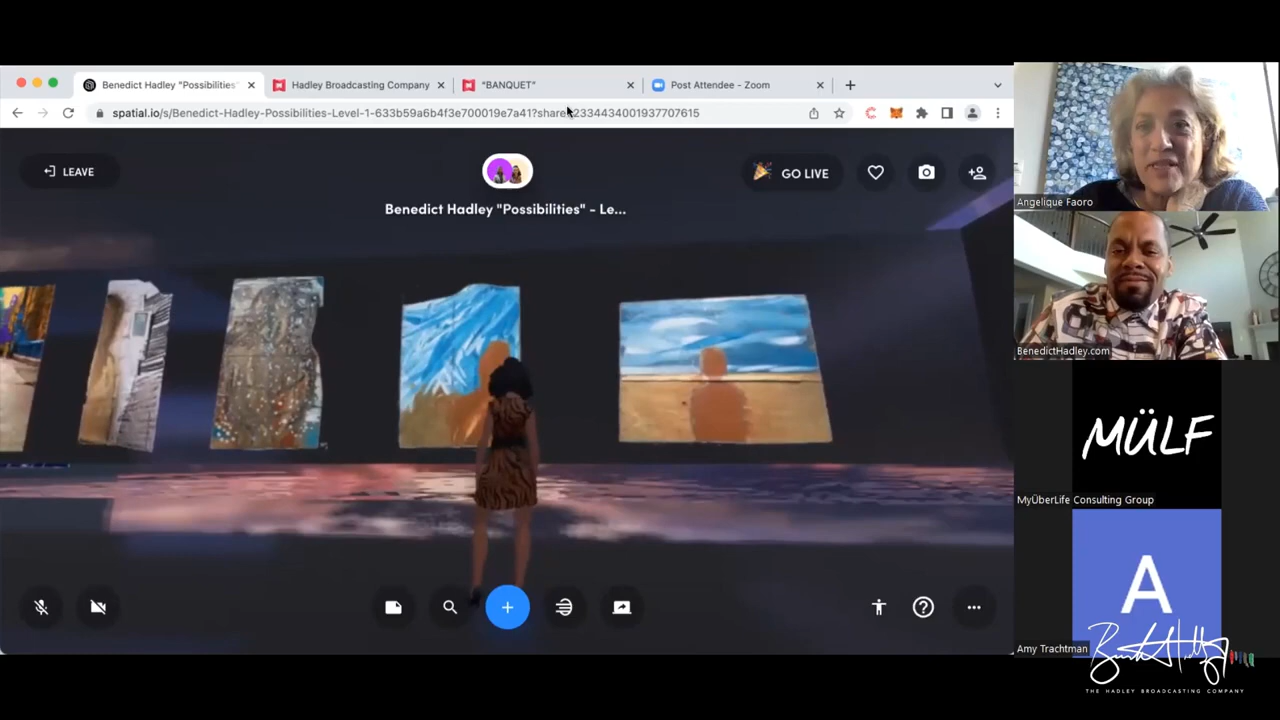 Benedict Hadley "Possibilities"
Hadley Broadcasting Company
"BANQUET"
Post Attendee - Zoom
spatial.io/s/Benedict-Hadley-Possibilities-Level-1-633b59a6b4f3e700019e7a41?share=2334434001937707615
LEAVE
GO LIVE
Benedict Hadley "Possibilities" - Le...
Angelique Faoro
BenedictHadley.com
MÜLF
MyÜberLife Consulting Group
A
Amy Trachtman
THE HADLEY BROADCASTING COMPANY